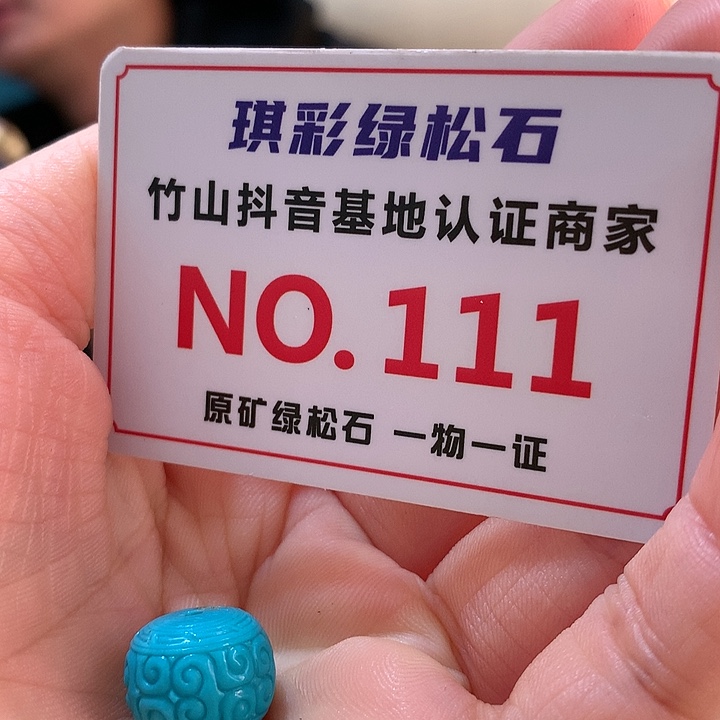 琪彩绿松石
竹山抖音基地认证商家
NO.111
原矿绿松石 一物一证